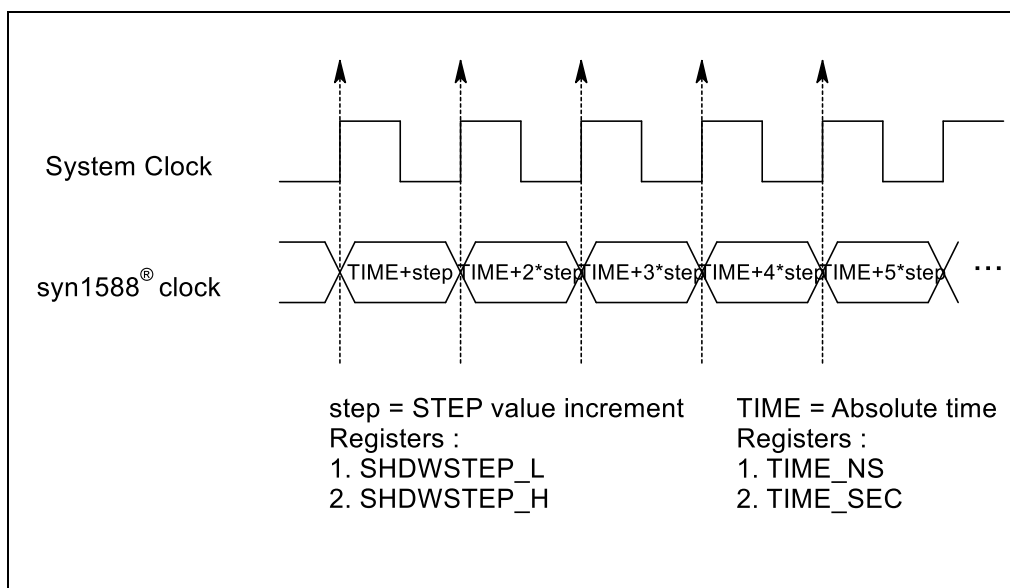 System Clock
syn1588® clock
TIME+step TIME+2*step TIME+3*step TIME+4*step TIME+5*step ...
step = STEP value increment
Registers :
1. SHDWSTEP_L
2. SHDWSTEP_H
TIME = Absolute time
Registers :
1. TIME_NS
2. TIME_SEC